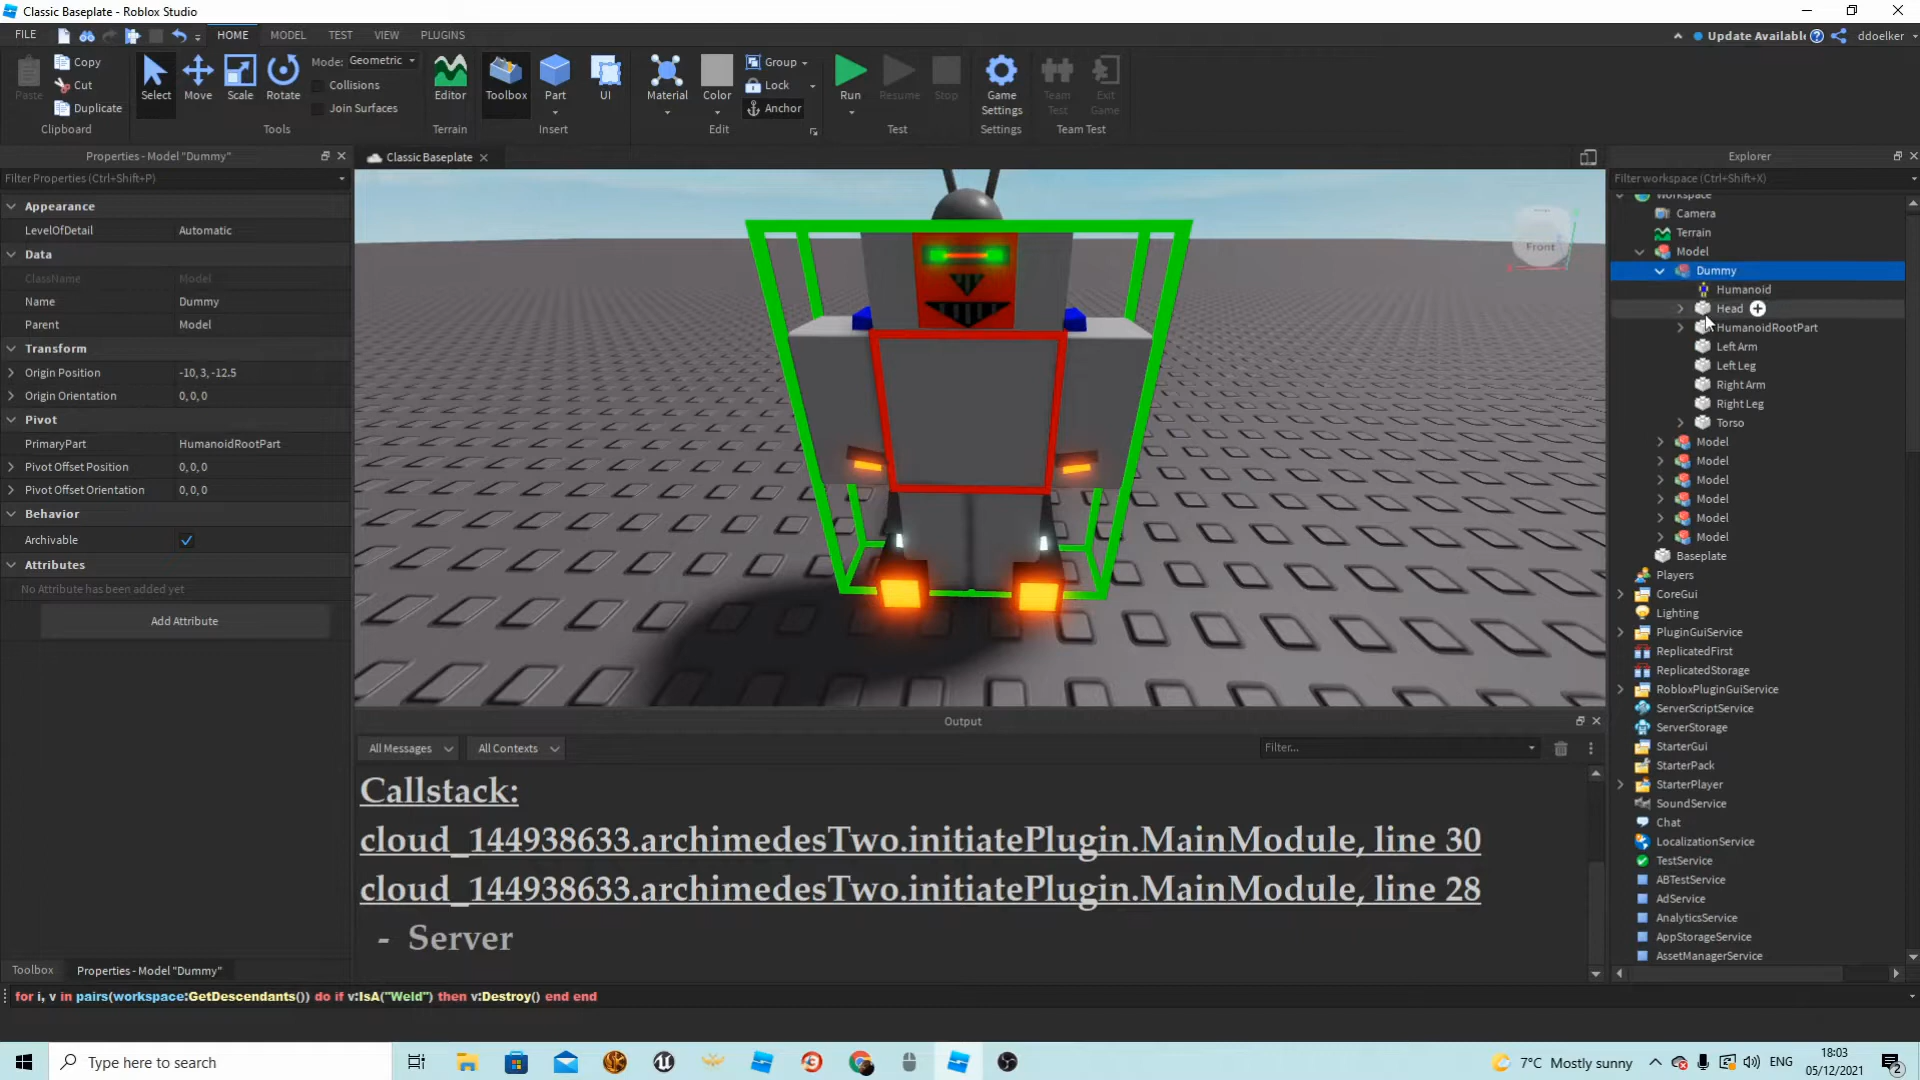 Classic Baseplate - Roblox Studio
FILE HOME MODEL TEST VIEW PLUGINS Update Available ddoelker
Paste Copy Cut Duplicate Clipboard
Select Move Scale Rotate Mode: Geometric Collisions Join Surfaces Tools
Editor Terrain
Toolbox Part UI Insert
Material Color Group Lock Anchor Edit
Run Resume Stop Test
Game Settings Settings
Team Test Exit Game Team Test
Properties - Model "Dummy"
Filter Properties (Ctrl+Shift+P)
Appearance
LevelOfDetail Automatic
Data
ClassName Model
Name Dummy
Parent Model
Transform
Origin Position -10, 3, -12.5
Origin Orientation 0, 0, 0
Pivot
PrimaryPart HumanoidRootPart
Pivot Offset Position 0, 0, 0
Pivot Offset Orientation 0, 0, 0
Behavior
Archivable
Attributes
No Attribute has been added yet
Add Attribute
Toolbox Properties - Model "Dummy"
Classic Baseplate
Front
Output
All Messages All Contexts Filter...
Callstack:
cloud_144938633.archimedesTwo.initiatePlugin.MainModule, line 30
cloud_144938633.archimedesTwo.initiatePlugin.MainModule, line 28
- Server
Explorer
Filter workspace (Ctrl+Shift+X)
Workspace
Camera
Terrain
Model
Dummy
Humanoid
Head
HumanoidRootPart
Left Arm
Left Leg
Right Arm
Right Leg
Torso
Model
Model
Model
Model
Model
Model
Baseplate
Players
CoreGui
Lighting
PluginGuiService
ReplicatedFirst
ReplicatedStorage
RobloxPluginGuiService
ServerScriptService
ServerStorage
StarterGui
StarterPack
StarterPlayer
SoundService
Chat
LocalizationService
TestService
ABTestService
AdService
AnalyticsService
AppStorageService
AssetManagerService
for i, v in pairs(workspace:GetDescendants()) do if v:IsA("Weld") then v:Destroy() end end
Type here to search
7°C Mostly sunny ENG 18:03
05/12/2021
2